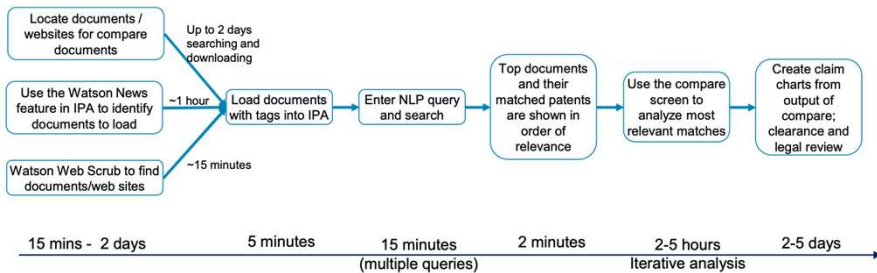 Locate documents /
websites for compare
documents
Up to 2 days
searching and
downloading
Use the Watson News
feature in IPA to identify
documents to load
~1 hour
Watson Web Scrub to find
documents/web sites
~15 minutes
Load documents
with tags into IPA
Enter NLP query
and search
Top documents
and their
matched patents
are shown in
order of
relevance
Use the compare
screen to
analyze most
relevant matches
Create claim
charts from
output of
compare;
clearance and
legal review
15 mins - 2 days
5 minutes
15 minutes
(multiple queries)
2 minutes
2-5 hours
Iterative analysis
2-5 days